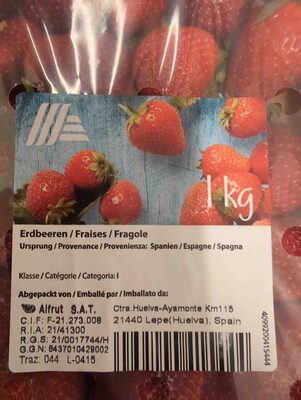 1 kg
Erdbeeren / Fraises / Fragole
Ursprung / Provenance / Provenienza: Spanien / Espagne / Spagna
Klasse / Catégorie / Categoria: I
Abgepackt von / Emballé par / Imballato da:
Alfrut S.A.T.
C.I.F: F-21.273.008
R.I.A: 21/41300
R.G.S: 21/0017744/H
G.G.N: 8437010429002
Traz: 044 L-0415
Ctra.Huelva-Ayamonte Km115
21440 Lepe(Huelva). Spain
4099200415444